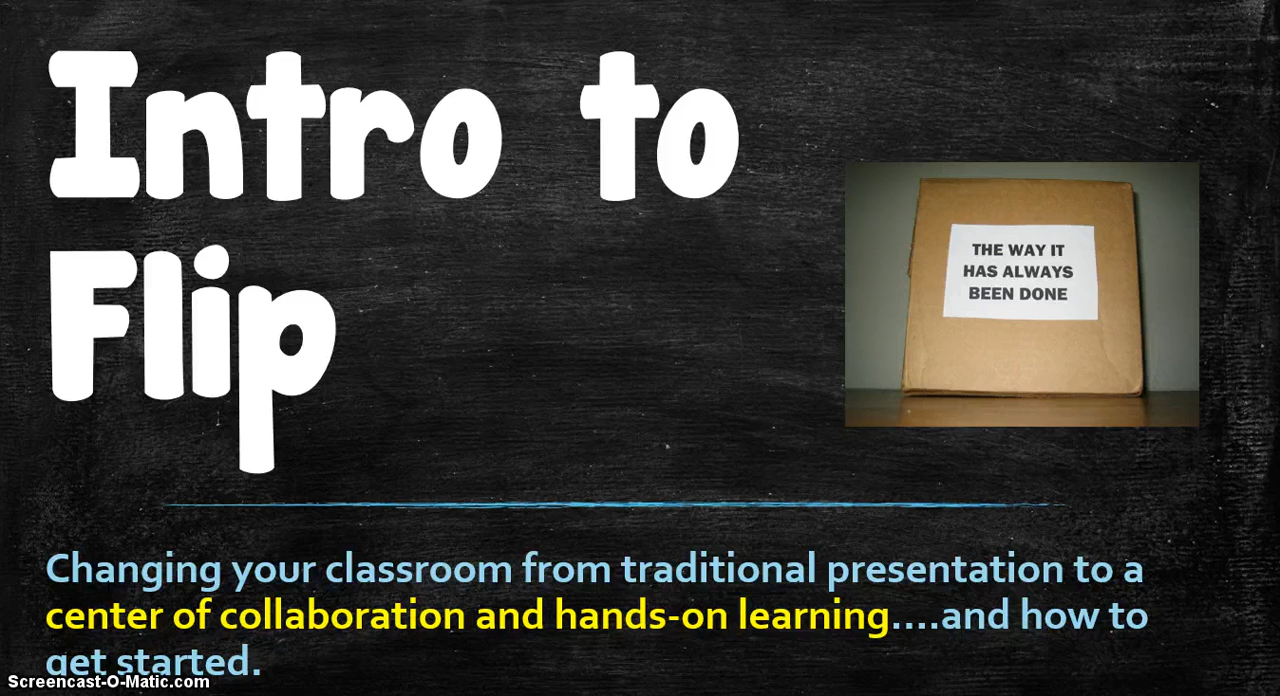 Intro to
Flip
THE WAY IT
HAS ALWAYS
BEEN DONE
Changing your classroom from traditional presentation to a
center of collaboration and hands-on learning....and how to
get started.
Screencast-O-Matic.com